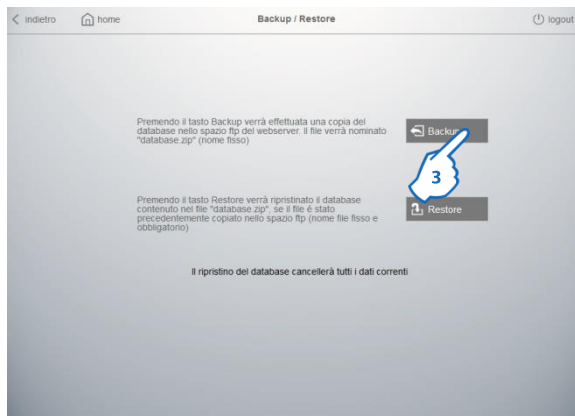 indietro home Backup / Restore logout
Premendo il tasto Backup verrà effettuata una copia del
database nello spazio ftp del webserver. Il file verrà nominato
"database.zip" (nome fisso)
Backup
3
Premendo il tasto Restore verrà ripristinato il database
contenuto nel file "database.zip", se il file é stato
precedentemente copiato nello spazio ftp (nome file fisso e
obbligatorio)
Restore
Il ripristino del database cancellerà tutti i dati correnti